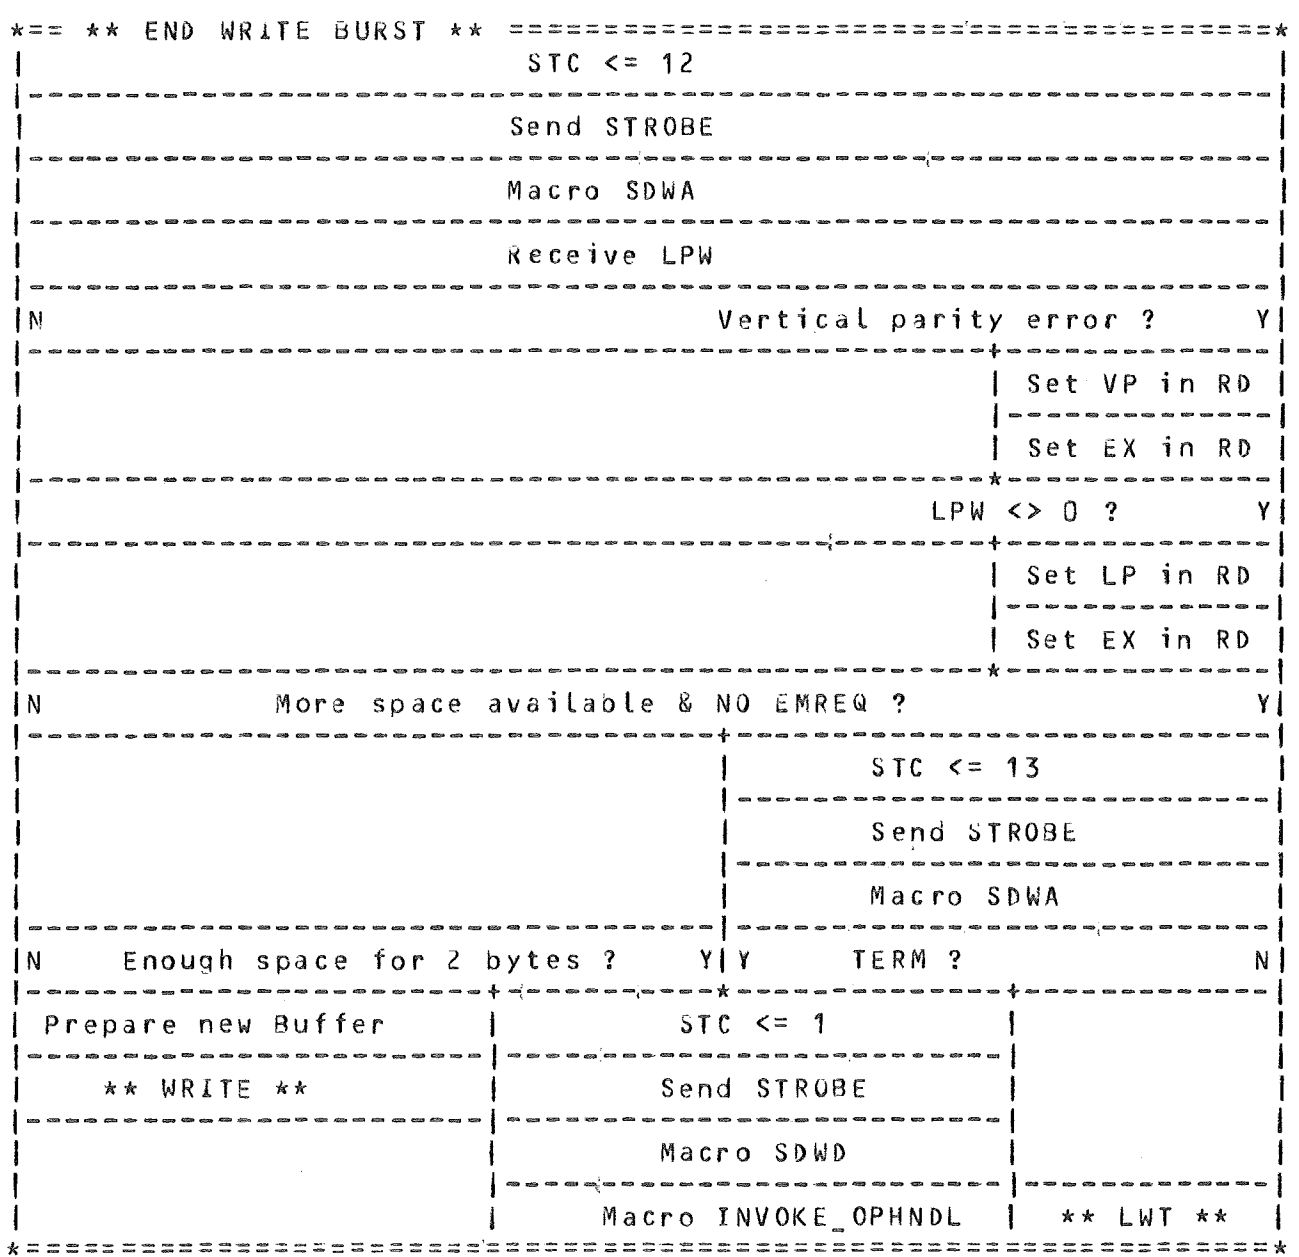 ** END WRITE BURST **
STC <= 12
Send STROBE
Macro SDWA
Receive LPW
N Vertical parity error ? Y
Set VP in RD
Set EX in RD
LPW <> 0 ? Y
Set LP in RD
Set EX in RD
N More space available & NO EMREQ ? Y
STC <= 13
Send STROBE
Macro SDWA
N Enough space for 2 bytes ? Y Y TERM ? N
Prepare new Buffer STC <= 1
** WRITE ** Send STROBE
Macro SDWD
Macro INVOKE_OPHNDL ** LWT **